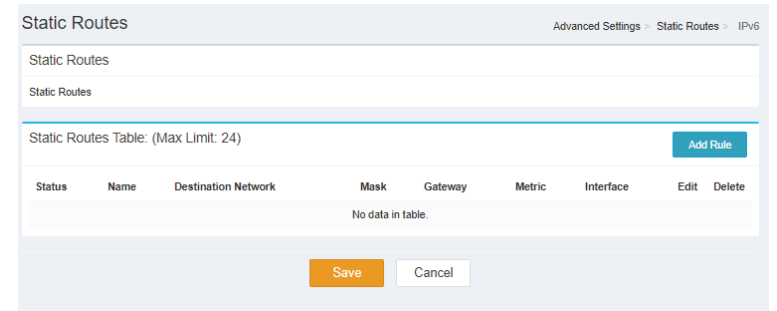 Static Routes
Advanced Settings > Static Routes > IPv6
Static Routes
Static Routes
Static Routes Table: (Max Limit: 24)
Add Rule
Status Name Destination Network Mask Gateway Metric Interface Edit Delete
No data in table.
Save Cancel